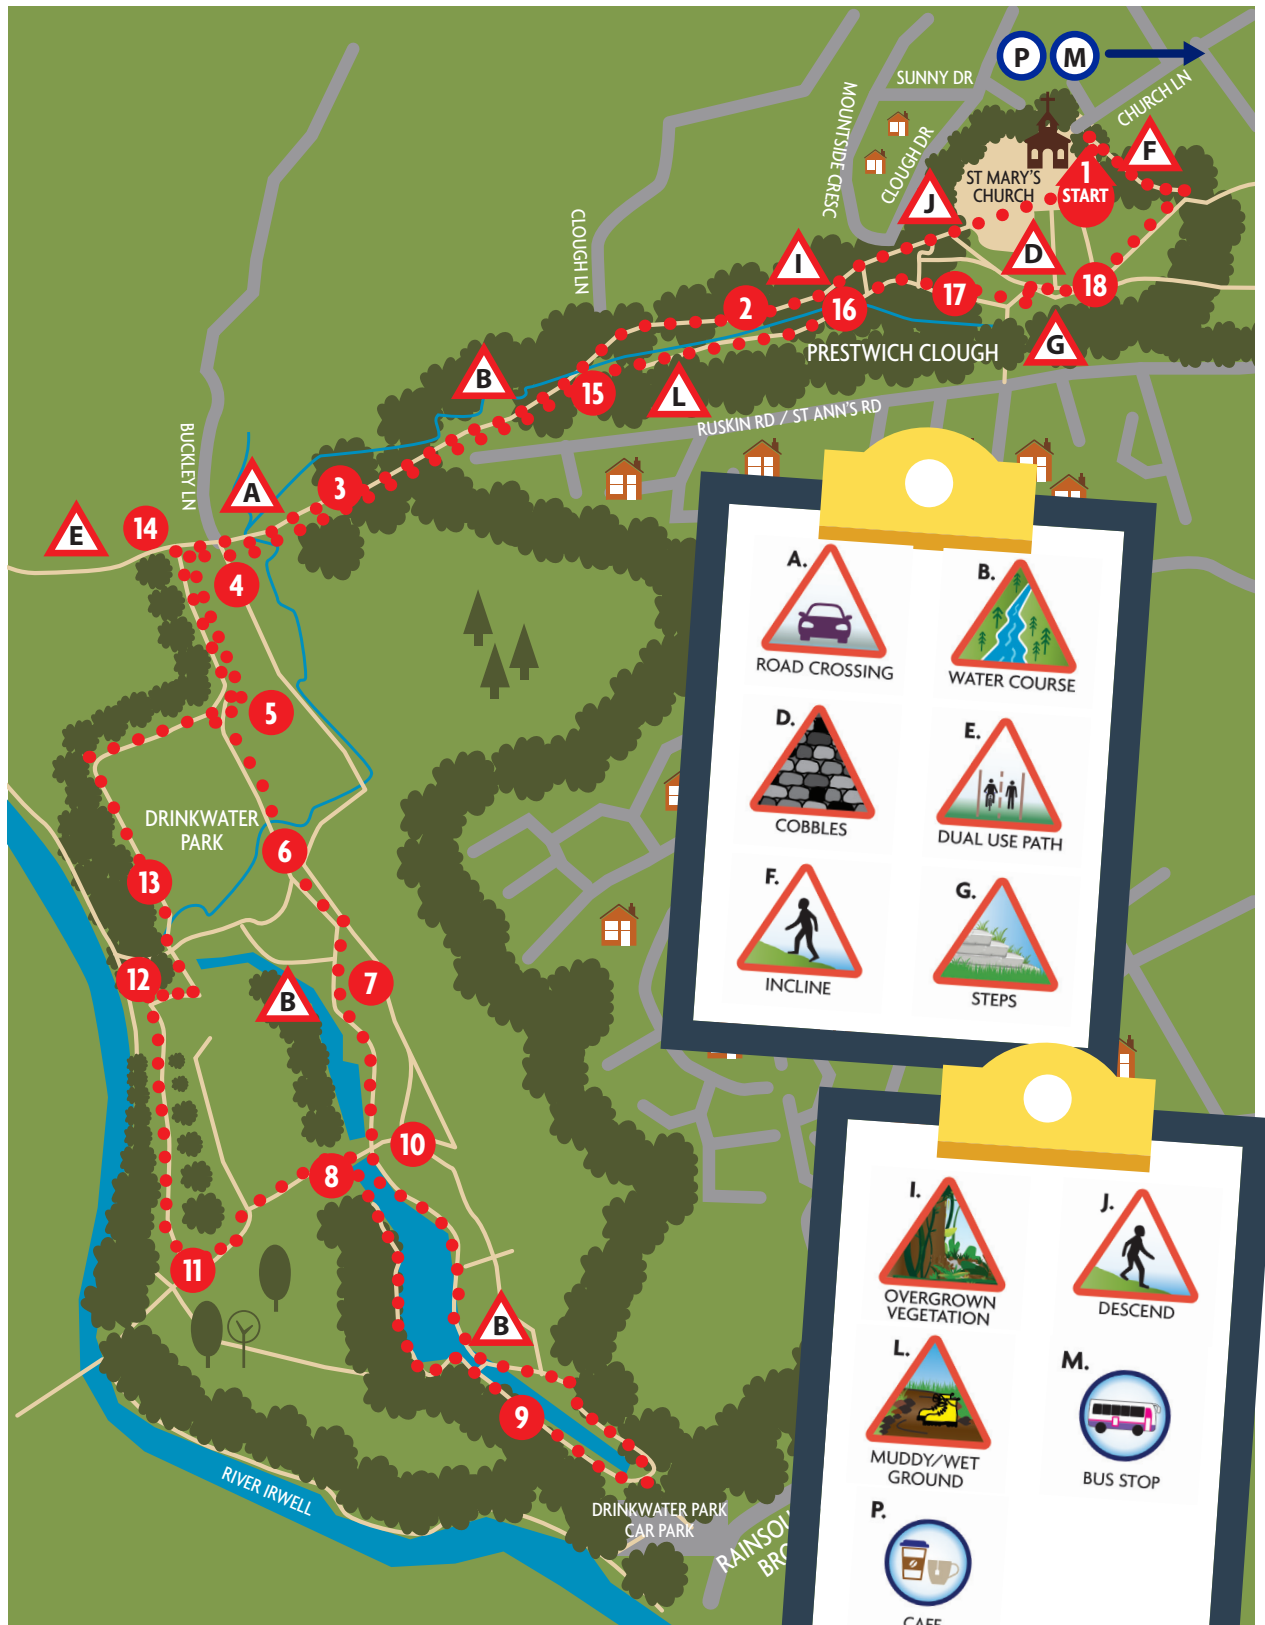 P M
SUNNY DR
CHURCH LN
MOUNTSIDE CRESC
CLOUGH DR
F
1
START
ST MARY'S
CHURCH
J
D
I
CLOUGH LN
2
16
17
18
G
PRESTWICH CLOUGH
B
15
L
RUSKIN RD / ST ANN'S RD
BUCKLEY LN
A
3
E
14
4
5
DRINKWATER
PARK
6
13
12
B
7
10
8
11
B
9
RIVER IRWELL
DRINKWATER PARK
CAR PARK
A.
ROAD CROSSING
B.
WATER COURSE
D.
COBBLES
E.
DUAL USE PATH
F.
INCLINE
G.
STEPS
I.
OVERGROWN
VEGETATION
J.
DESCEND
L.
MUDDY/WET
GROUND
M.
BUS STOP
P.
CAFE